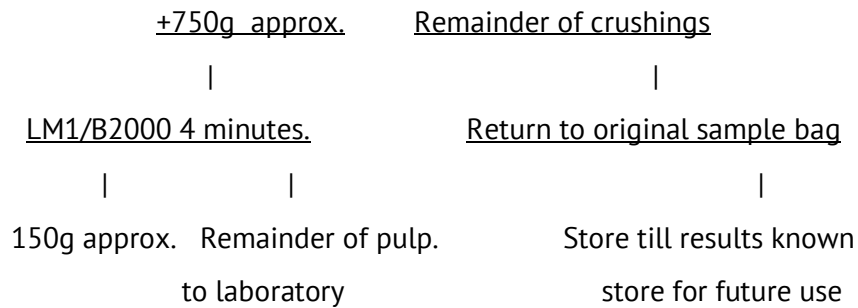 +750g approx. Remainder of crushings
| |
LM1/B2000 4 minutes. Return to original sample bag
| | |
150g approx. Remainder of pulp. Store till results known
to laboratory store for future use